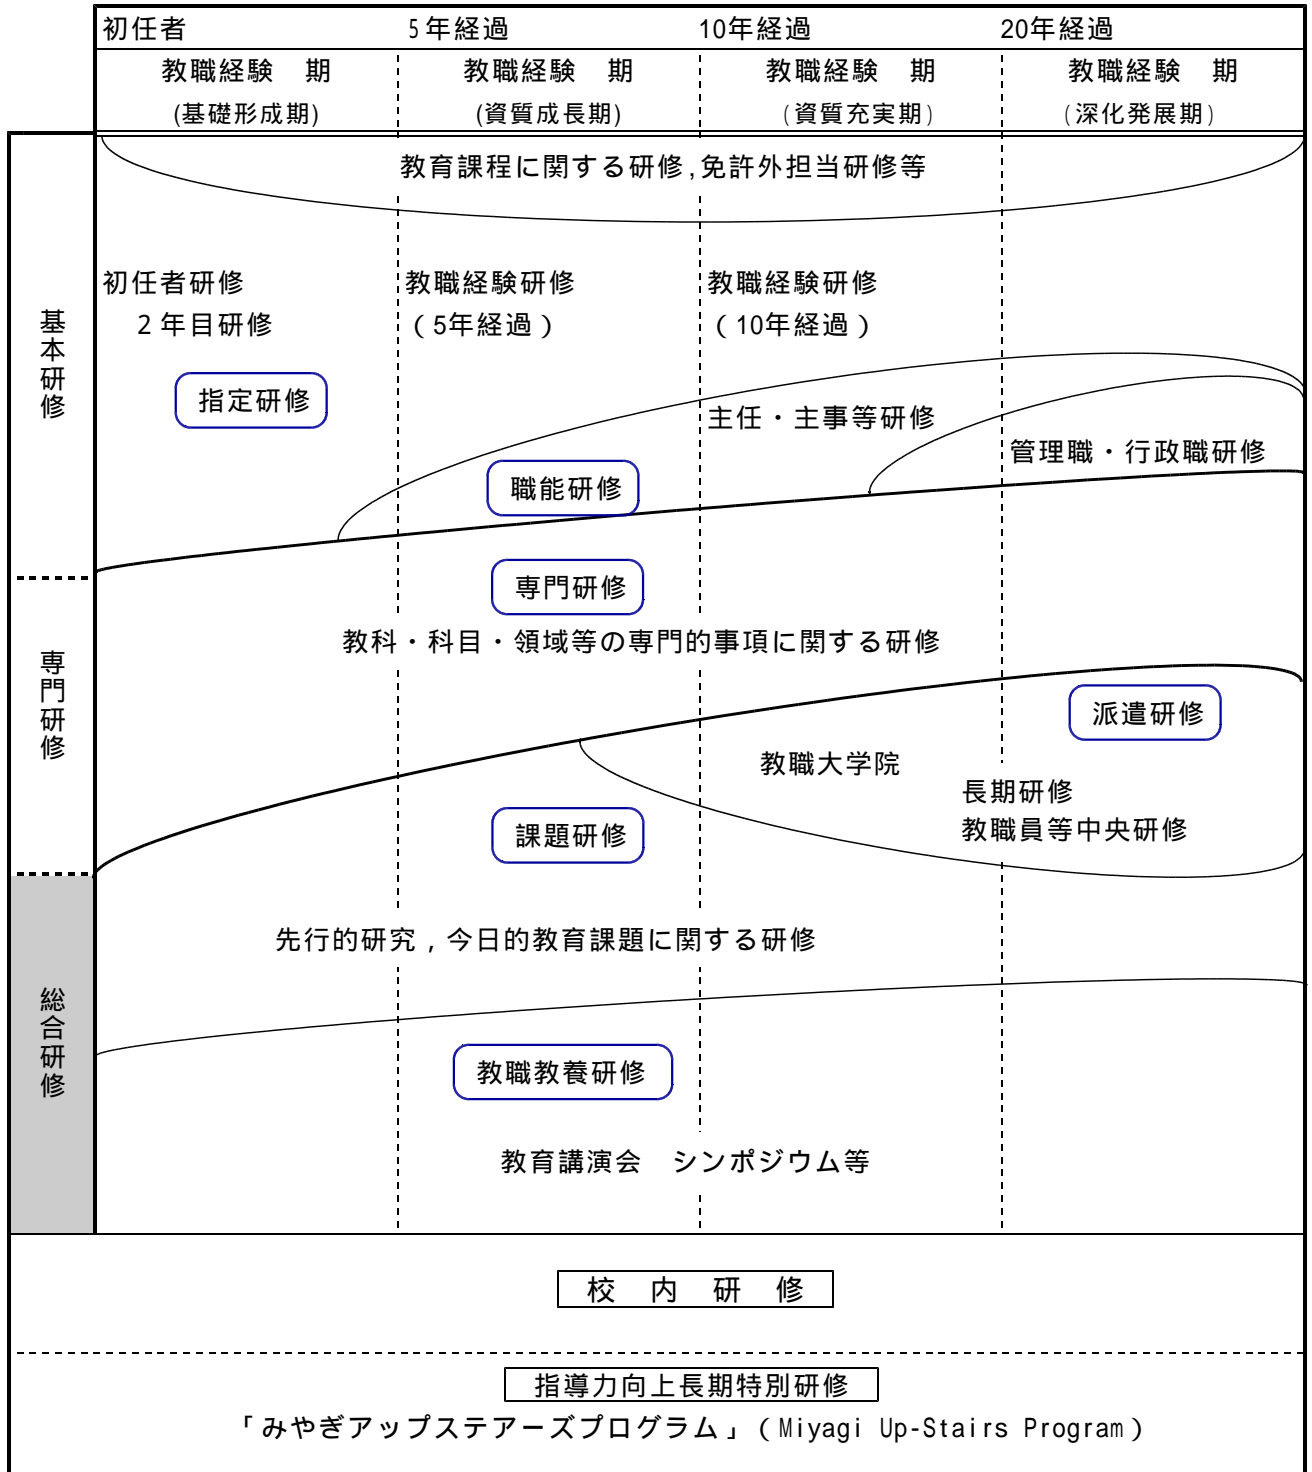 初任者 5年経過 10年経過 20年経過
教職経験 期 教職経験 期 教職経験 期 教職経験 期
(基礎形成期) (資質成長期) (資質充実期) (深化発展期)
教育課程に関する研修,免許外担当研修等
初任者研修 教職経験研修 教職経験研修
2年目研修 (5年経過) (10年経過)
基本研修
指定研修
主任・主事等研修
管理職・行政職研修
職能研修
専門研修
教科・科目・領域等の専門的事項に関する研修
専門研修
派遣研修
教職大学院
長期研修
教職員等中央研修
課題研修
先行的研究,今日的教育課題に関する研修
総合研修
教職教養研修
教育講演会 シンポジウム等
校内研修
指導力向上長期特別研修
「みやぎアップステアーズプログラム」(Miyagi Up-Stairs Program)